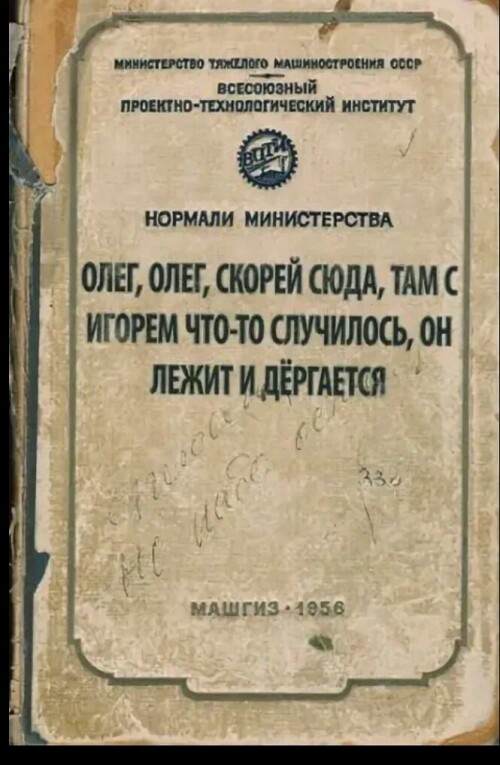 МИНИСТЕРСТВО ТЯЖЕЛОГО МАШИНОСТРОЕНИЯ СССР
ВСЕСОЮЗНЫЙ
ПРОЕКТНО-ТЕХНОЛОГИЧЕСКИЙ ИНСТИТУТ
ВПТИ
НОРМАЛИ МИНИСТЕРСТВА
ОЛЕГ, ОЛЕГ, СКОРЕЙ СЮДА, ТАМ С
ИГОРЕМ ЧТО-ТО СЛУЧИЛОСЬ, ОН
ЛЕЖИТ И ДЁРГАЕТСЯ
МАШГИЗ · 1956